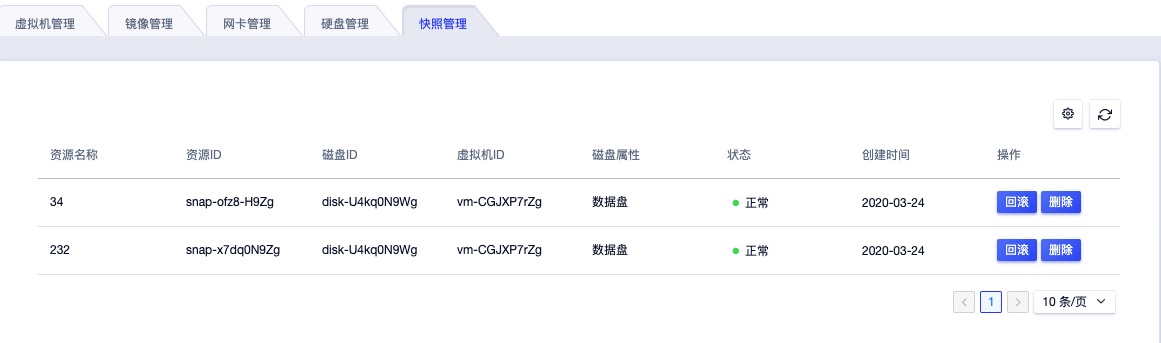 虚拟机管理 镜像管理 网卡管理 硬盘管理 快照管理
资源名称 资源ID 磁盘ID 虚拟机ID 磁盘属性 状态 创建时间 操作
34 snap-ofz8-H9Zg disk-U4kq0N9Wg vm-CGJXP7rZg 数据盘 正常 2020-03-24 回滚 删除
232 snap-x7dq0N9Zg disk-U4kq0N9Wg vm-CGJXP7rZg 数据盘 正常 2020-03-24 回滚 删除
1 10 条/页